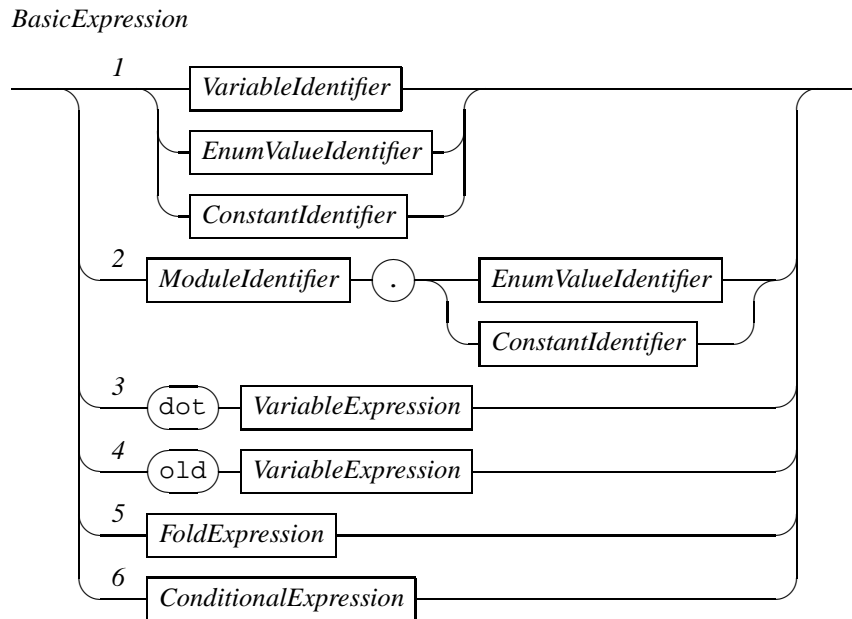 BasicExpression
1 VariableIdentifier
EnumValueIdentifier
ConstantIdentifier
2 ModuleIdentifier . EnumValueIdentifier
ConstantIdentifier
3 dot VariableExpression
4 old VariableExpression
5 FoldExpression
6 ConditionalExpression